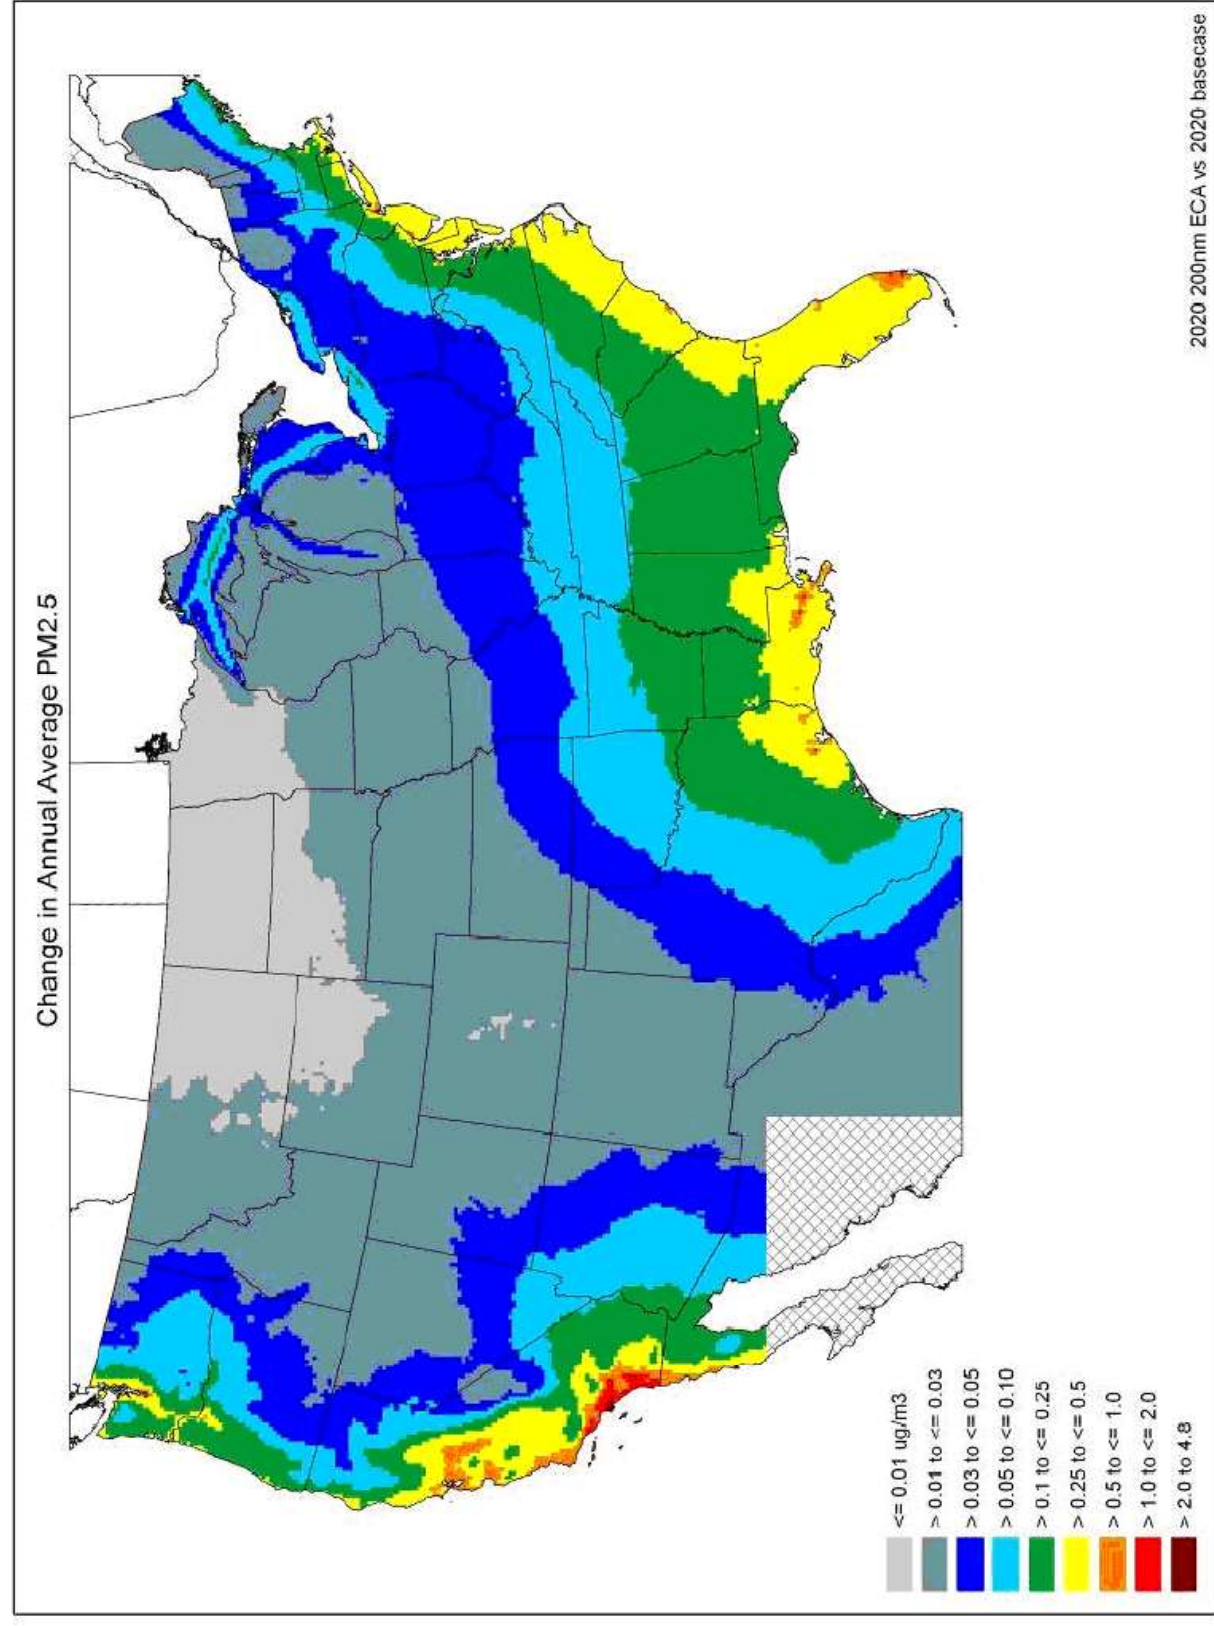 Change in Annual Average PM2.5
<= 0.01 ug/m3
> 0.01 to <= 0.03
> 0.03 to <= 0.05
> 0.05 to <= 0.10
> 0.1 to <= 0.25
> 0.25 to <= 0.5
> 0.5 to <= 1.0
> 1.0 to <= 2.0
> 2.0 to 4.8
2020 200nm ECA vs 2020 basecase